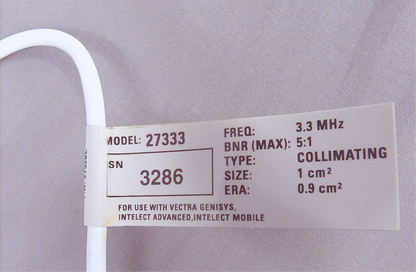 MODEL: 27333
SN
3286
FREQ: 3.3 MHz
BNR (MAX): 5:1
TYPE: COLLIMATING
SIZE: 1 cm²
ERA: 0.9 cm²
FOR USE WITH VECTRA GENISYS,
INTELECT ADVANCED,INTELECT MOBILE